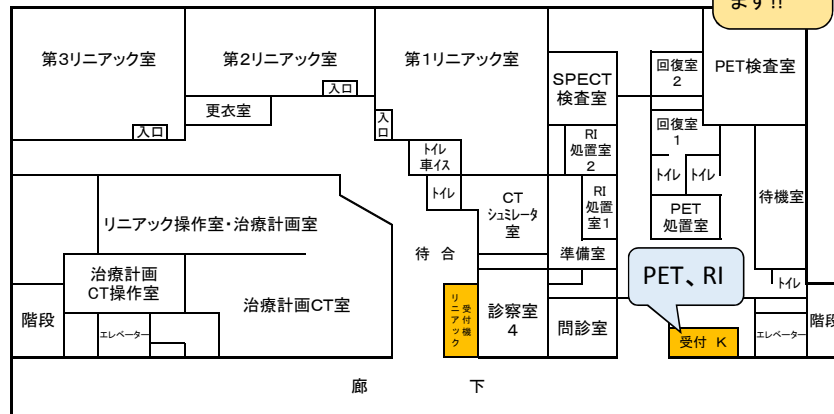 ます!!
第3リニアック室
第2リニアック室
第1リニアック室
入口
更衣室
入口
入
口
トイレ
車イス
トイレ
SPECT
検査室
RI
処置室
2
RI
処置
室1
CT
シュミレータ
室
準備室
回復室
2
回復室
1
トイレ
トイレ
PET
処置室
PET検査室
待機室
トイレ
リニアック操作室・治療計画室
治療計画
CT操作室
治療計画CT室
階段
エレベーター
待 合
リニアック
受付機
診察室
4
問診室
PET、RI
受付 K
エレベーター
階段
廊 下